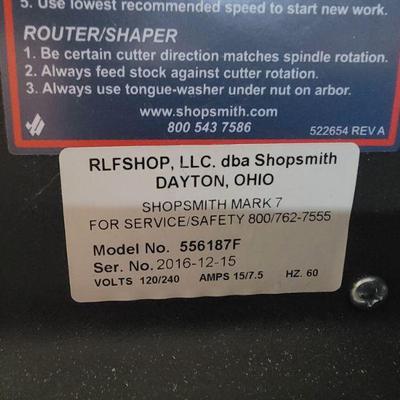 5. Use lowest recommended speed to start new work.
ROUTER/SHAPER
1. Be certain cutter direction matches spindle rotation.
2. Always feed stock against cutter rotation.
3. Always use tongue-washer under nut on arbor.
www.shopsmith.com
800 543 7586
522654 REV A
RLFSHOP, LLC. dba Shopsmith
DAYTON, OHIO
SHOPSMITH MARK 7
FOR SERVICE/SAFETY 800/762-7555
Model No. 556187F
Ser. No. 2016-12-15
VOLTS 120/240 AMPS 15/7.5 HZ. 60